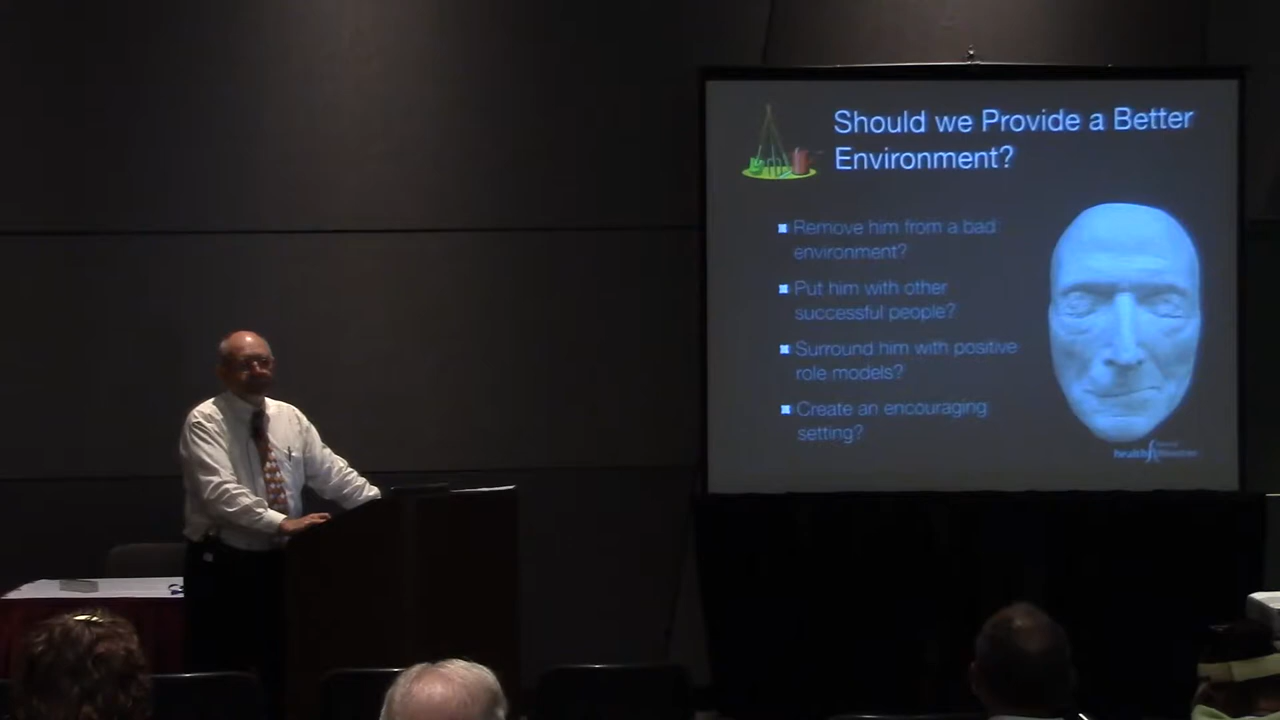 Should we Provide a Better
Environment?
Remove him from a bad
environment?
Put him with other
successful people?
Surround him with positive
role models?
Create an encouraging
setting?
health